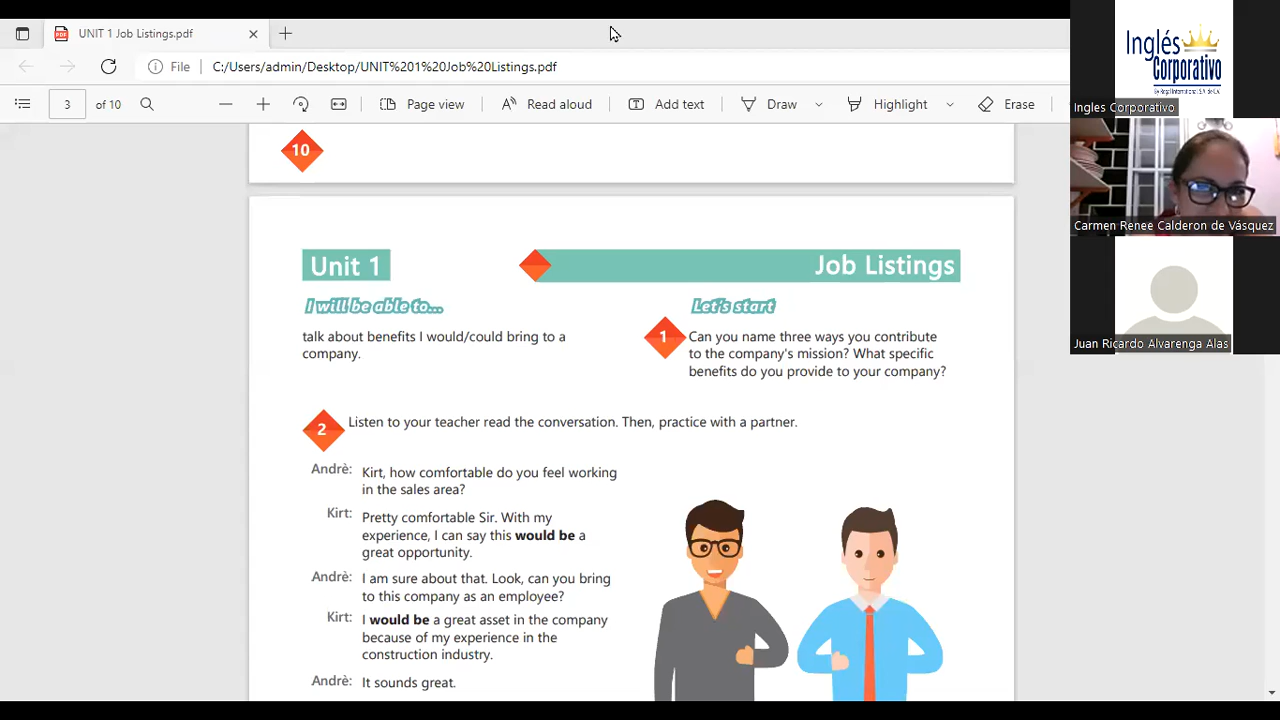 UNIT 1 Job Listings.pdf
File
C:/Users/admin/Desktop/UNIT%201%20Job%20Listings.pdf
3
of 10
Page view
Read aloud
Add text
Draw
Highlight
Erase
10
Unit 1
Job Listings
I will be able to...
talk about benefits I would/could bring to a
company.
Let's start
1
Can you name three ways you contribute
to the company's mission? What specific
benefits do you provide to your company?
2
Listen to your teacher read the conversation. Then, practice with a partner.
Andrè: Kirt, how comfortable do you feel working
in the sales area?
Kirt: Pretty comfortable Sir. With my
experience, I can say this would be a
great opportunity.
Andrè: I am sure about that. Look, can you bring
to this company as an employee?
Kirt: I would be a great asset in the company
because of my experience in the
construction industry.
Andrè: It sounds great.
Inglés
Corporativo
Ingles Corporativo
Carmen Renee Calderon de Vásquez
Juan Ricardo Alvarenga Alas